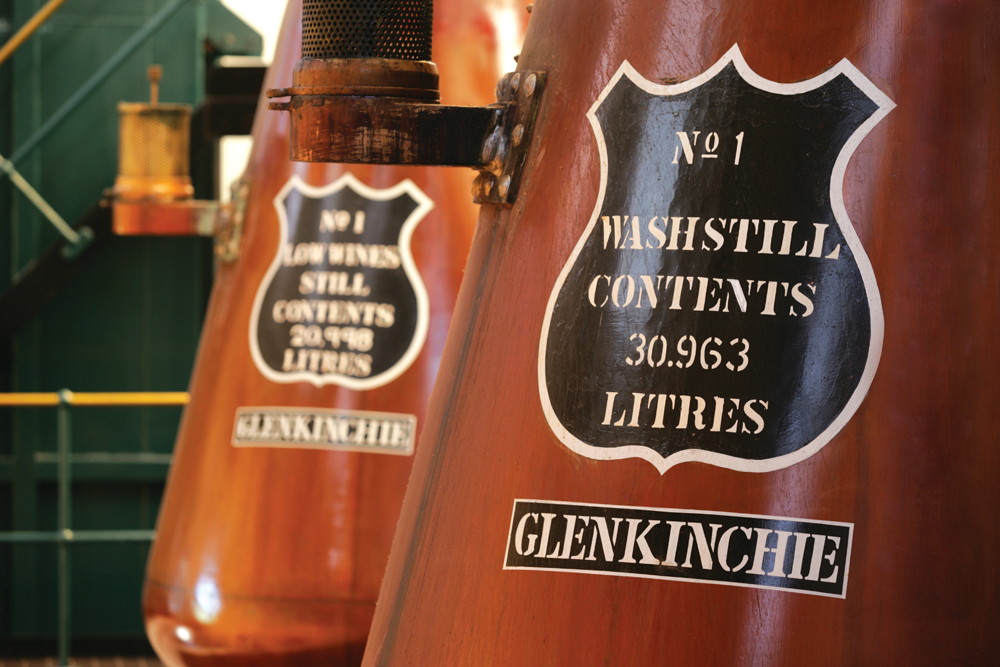 Nº 1
WASHSTILL
CONTENTS
30.963
LITRES
GLENKINCHIE
Nº 1
LOW WINES
STILL
CONTENTS
20.998
LITRES
GLENKINCHIE